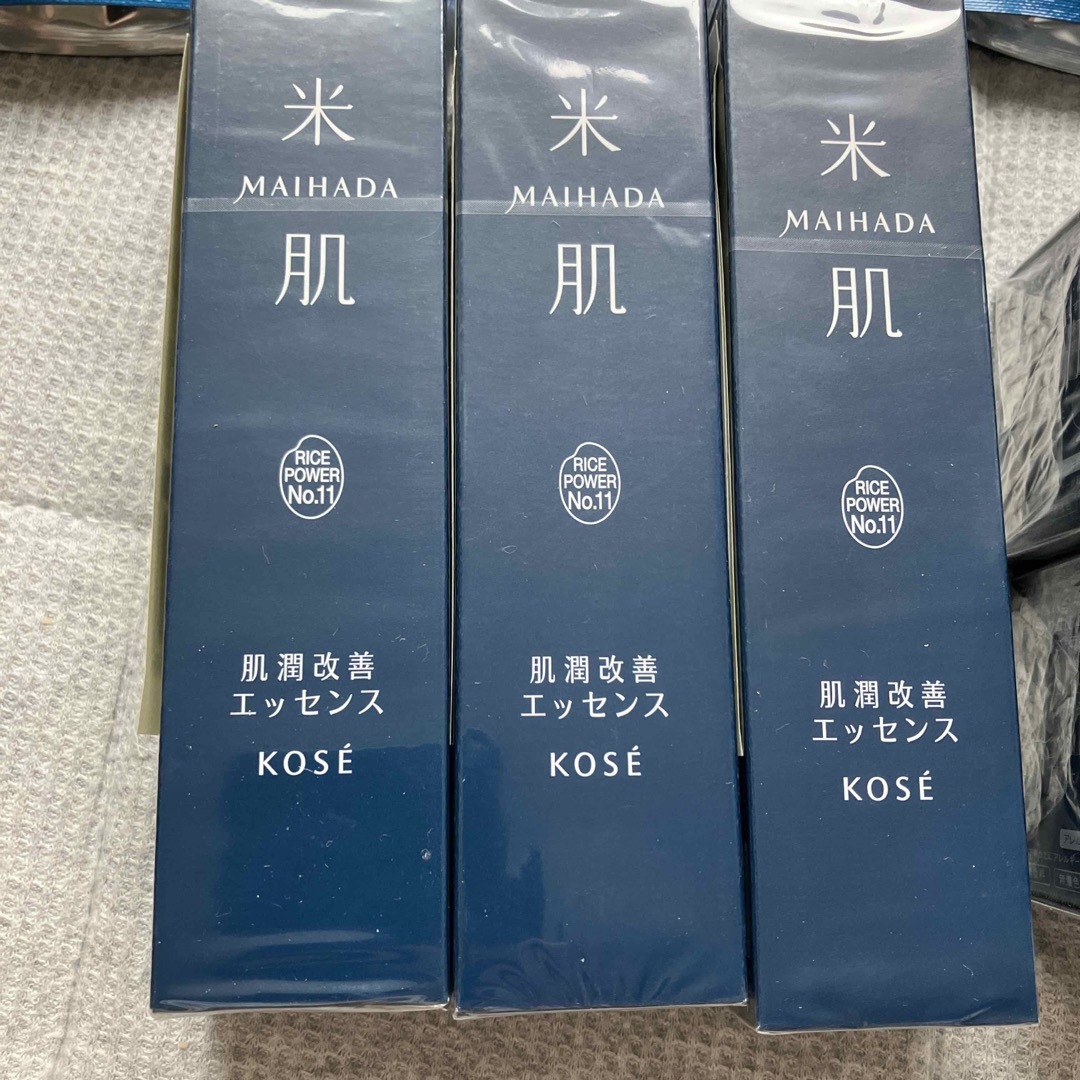 米
MAIHADA
肌
RICE
POWER
No.11
肌潤改善
エッセンス
KOSÉ
米
MAIHADA
肌
RICE
POWER
No.11
肌潤改善
エッセンス
KOSÉ
米
MAIHADA
肌
RICE
POWER
No.11
肌潤改善
エッセンス
KOSÉ